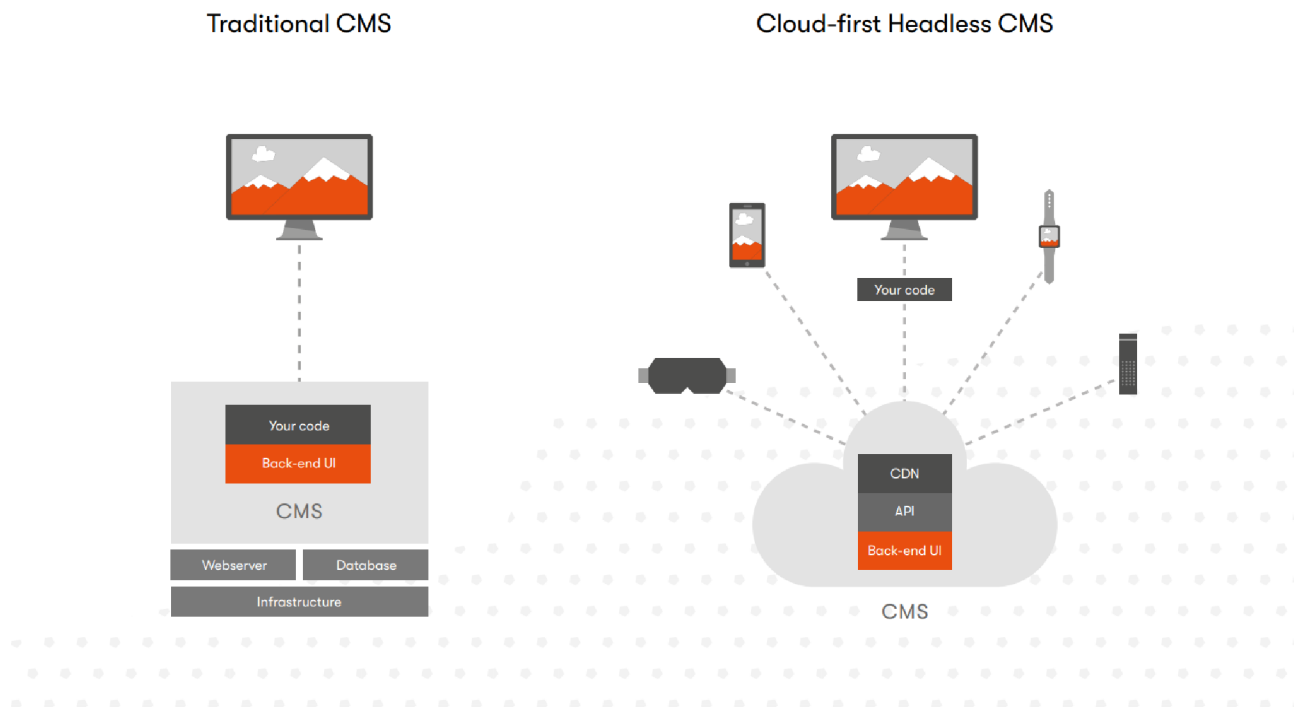 Traditional CMS
Cloud-first Headless CMS
Your code
Back-end UI
CMS
Webserver
Database
Infrastructure
Your code
CDN
API
Back-end UI
CMS